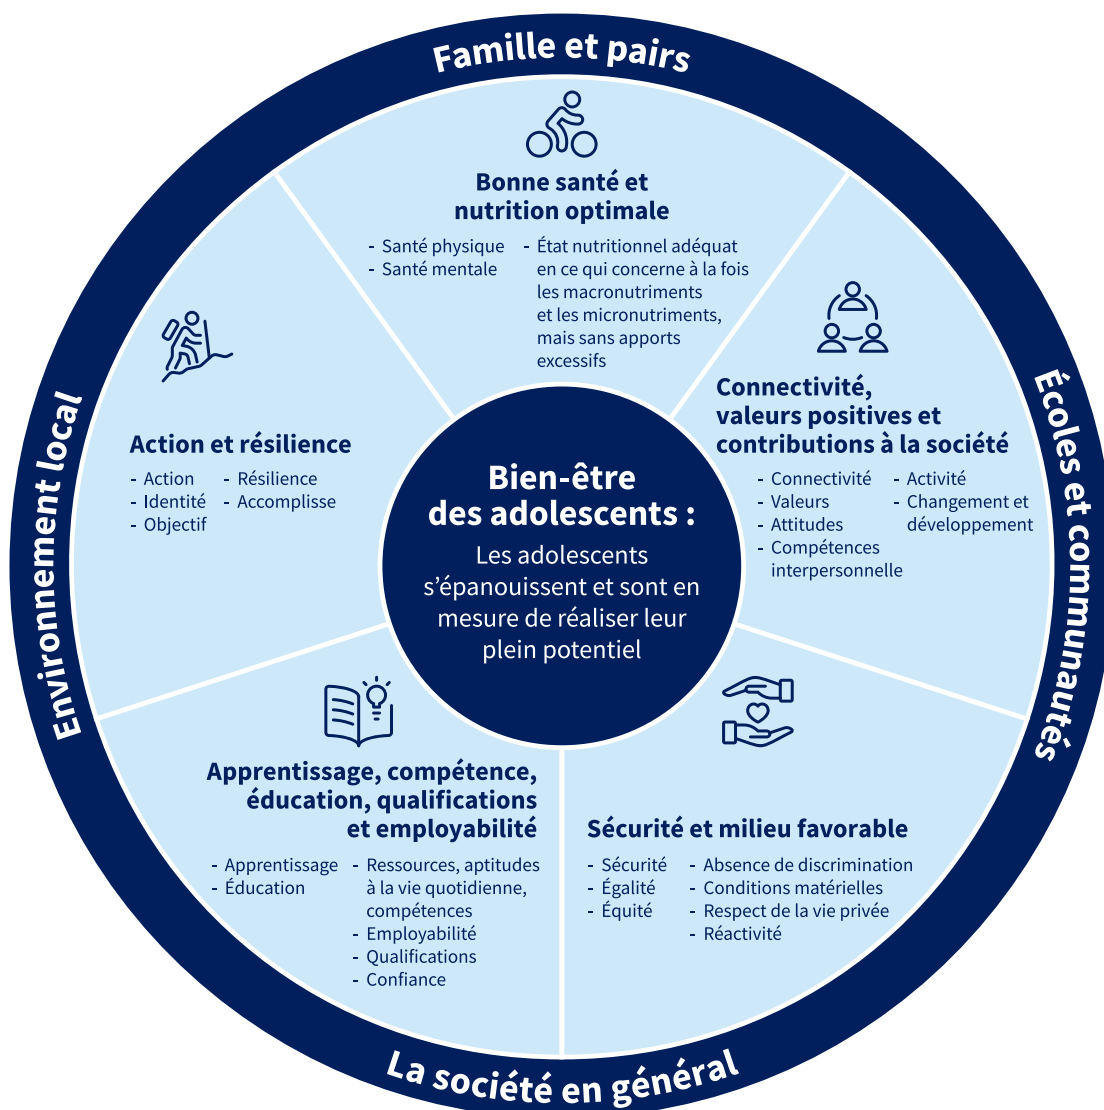 Famille et pairs
Bonne santé et
nutrition optimale
- Santé physique
- Santé mentale
- État nutritionnel adéquat
en ce qui concerne à la fois
les macronutriments
et les micronutriments,
mais sans apports
excessifs
Écoles et communautés
Connectivité,
valeurs positives et
contributions à la société
- Connectivité
- Valeurs
- Attitudes
- Compétences
interpersonnelle
- Activité
- Changement et
développement
Sécurité et milieu favorable
- Sécurité
- Égalité
- Équité
- Absence de discrimination
- Conditions matérielles
- Respect de la vie privée
- Réactivité
La société en général
Apprentissage, compétence,
éducation, qualifications
et employabilité
- Apprentissage
- Éducation
- Ressources, aptitudes
à la vie quotidienne,
compétences
- Employabilité
- Qualifications
- Confiance
Environnement local
Action et résilience
- Action
- Identité
- Objectif
- Résilience
- Accomplisse
Bien-être
des adolescents :
Les adolescents
s’épanouissent et sont en
mesure de réaliser leur
plein potentiel